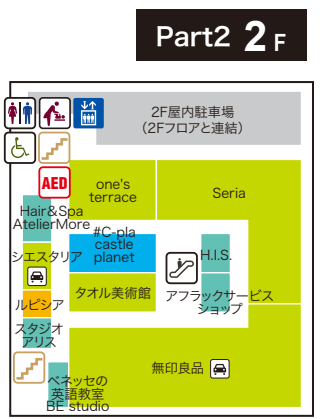 Part2 2F
2F屋内駐車場
(2Fフロアと連結)
AED
one's
terrace
Seria
Hair&Spa
AtelierMore
#C-pla
castle
planet
シエスタリア
H.I.S.
タオル美術館
アフラックサービス
ショップ
ルピシア
スタジオ
アリス
無印良品
ベネッセの
英語教室
BE studio